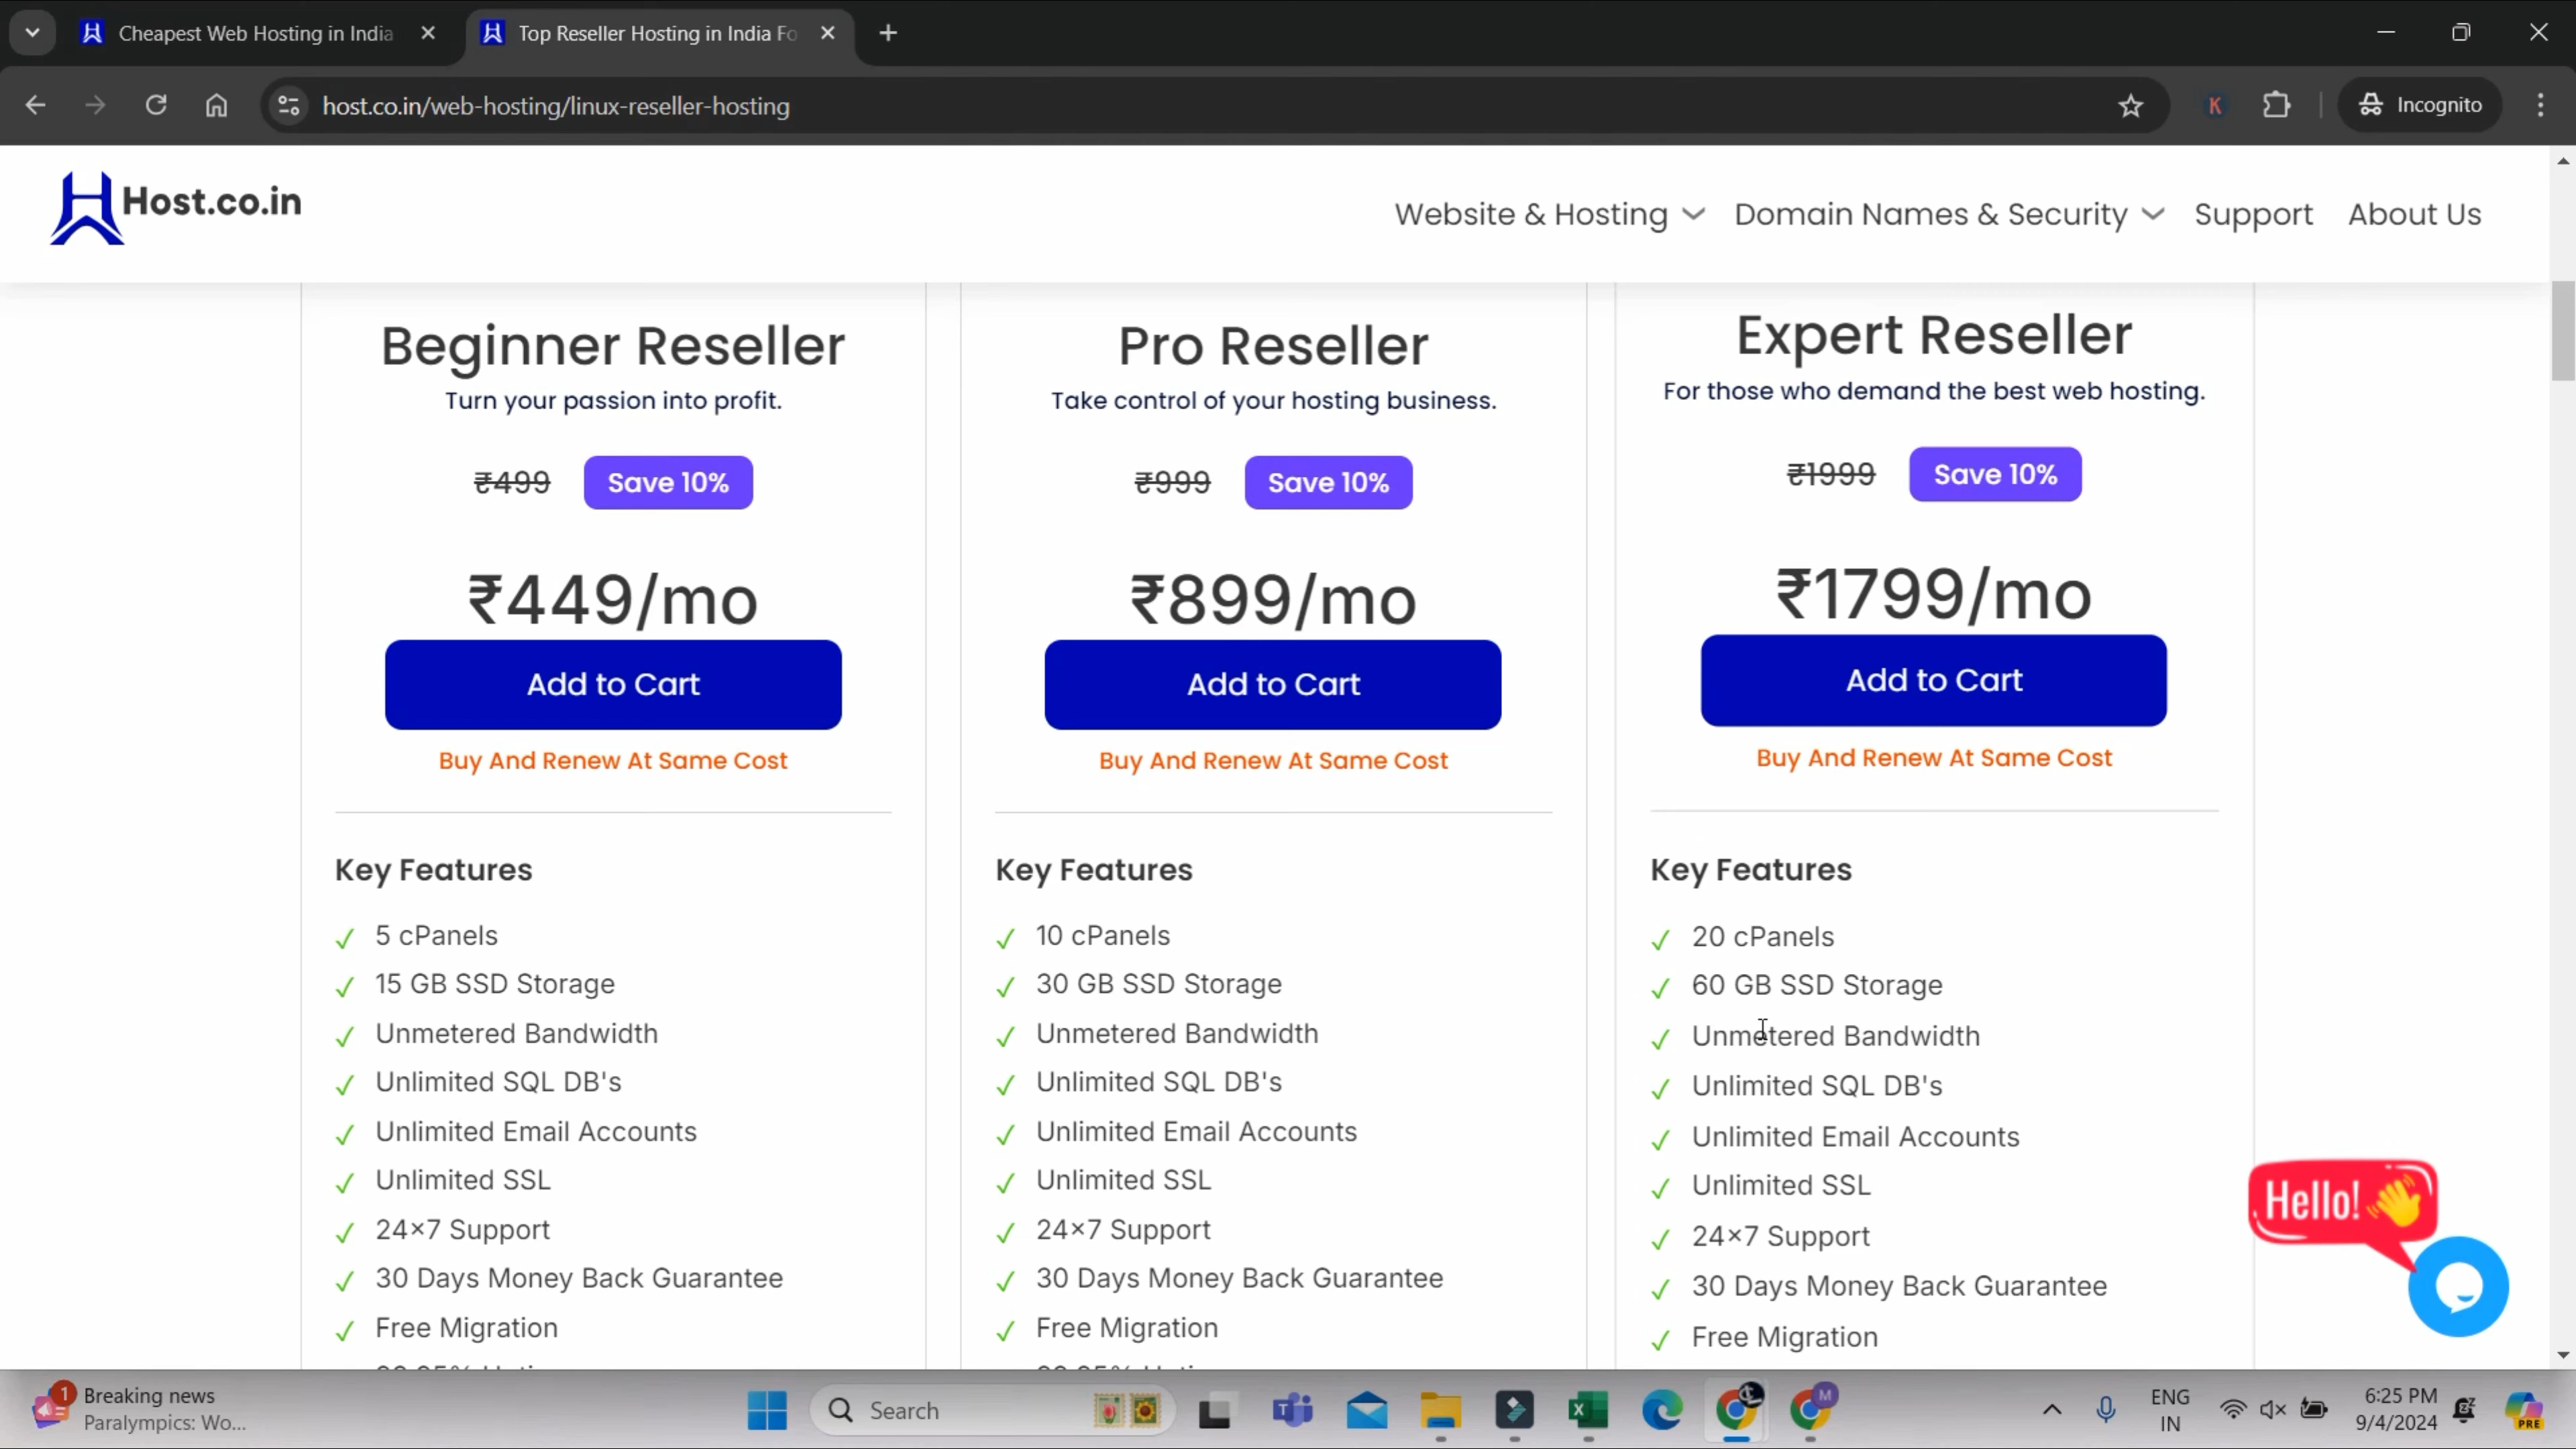 Cheapest Web Hosting in India
Top Reseller Hosting in India Fo
host.co.in/web-hosting/linux-reseller-hosting
K
Incognito
Host.co.in
Website & Hosting
Domain Names & Security
Support
About Us
Beginner Reseller
Turn your passion into profit.
₹499
Save 10%
₹449/mo
Add to Cart
Buy And Renew At Same Cost
Key Features
5 cPanels
15 GB SSD Storage
Unmetered Bandwidth
Unlimited SQL DB's
Unlimited Email Accounts
Unlimited SSL
24×7 Support
30 Days Money Back Guarantee
Free Migration
Pro Reseller
Take control of your hosting business.
₹999
Save 10%
₹899/mo
Add to Cart
Buy And Renew At Same Cost
Key Features
10 cPanels
30 GB SSD Storage
Unmetered Bandwidth
Unlimited SQL DB's
Unlimited Email Accounts
Unlimited SSL
24×7 Support
30 Days Money Back Guarantee
Free Migration
Expert Reseller
For those who demand the best web hosting.
₹1999
Save 10%
₹1799/mo
Add to Cart
Buy And Renew At Same Cost
Key Features
20 cPanels
60 GB SSD Storage
Unmetered Bandwidth
Unlimited SQL DB's
Unlimited Email Accounts
Unlimited SSL
24×7 Support
30 Days Money Back Guarantee
Free Migration
Hello!
1
Breaking news
Paralympics: Wo...
Search
M
ENG
IN
6:25 PM
9/4/2024
PRE